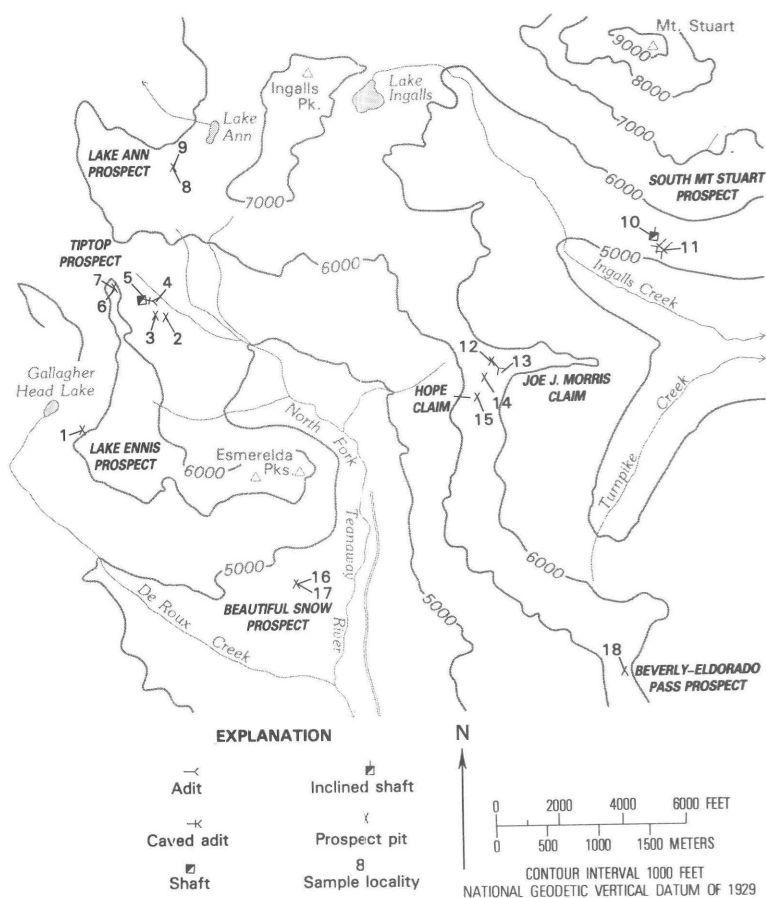 Mt. Stuart
9000
8000
7000
Ingalls
Pk.
Lake
Ingalls
Lake
Ann
9
LAKE ANN
PROSPECT
8
7000
6000
SOUTH MT STUART
PROSPECT
10
11
5000
Ingalls Creek
TIPTOP
PROSPECT
5
4
7
6
3
2
6000
Gallagher
Head Lake
12
13
HOPE
CLAIM
14
15
JOE J. MORRIS
CLAIM
Turnpike Creek
1
LAKE ENNIS
PROSPECT
North Fork Teanaway River
6000
Esmerelda
Pks.
5000
16
17
BEAUTIFUL SNOW
PROSPECT
De Roux Creek
5000
6000
18
BEVERLY–ELDORADO
PASS PROSPECT
EXPLANATION
Adit
Inclined shaft
Caved adit
Prospect pit
Shaft
8
Sample locality
N
0 2000 4000 6000 FEET
0 500 1000 1500 METERS
CONTOUR INTERVAL 1000 FEET
NATIONAL GEODETIC VERTICAL DATUM OF 1929